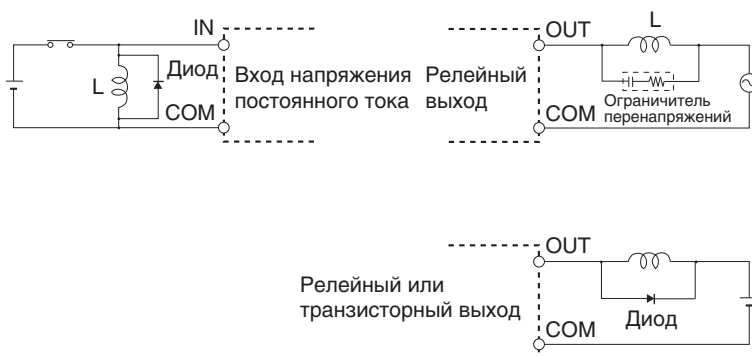 IN
L
Диод
COM
Вход напряжения
постоянного тока
Релейный
выход
OUT
L
COM
Ограничитель
перенапряжений
Релейный или
транзисторный выход
OUT
Диод
COM